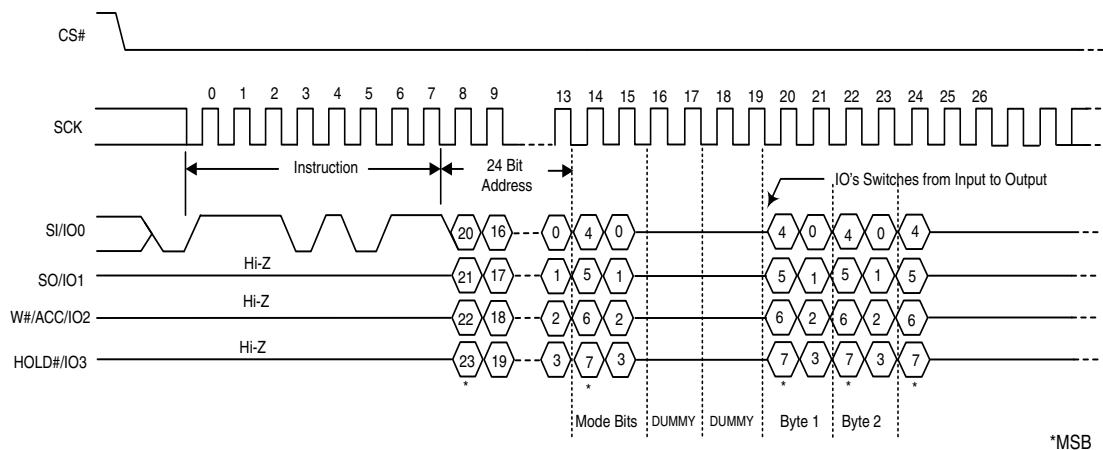 CS#
0 1 2 3 4 5 6 7 8 9 13 14 15 16 17 18 19 20 21 22 23 24 25 26
SCK
Instruction
24 Bit
Address
IO's Switches from Input to Output
SI/IO0
20 16 0 4 0 4 0 4 0 4
Hi-Z
SO/IO1
21 17 1 5 1 5 1 5 1 5
Hi-Z
W#/ACC/IO2
22 18 2 6 2 6 2 6 2 6
Hi-Z
HOLD#/IO3
23 19 3 7 3 7 3 7 3 7
* * * * *
Mode Bits DUMMY DUMMY Byte 1 Byte 2
*MSB